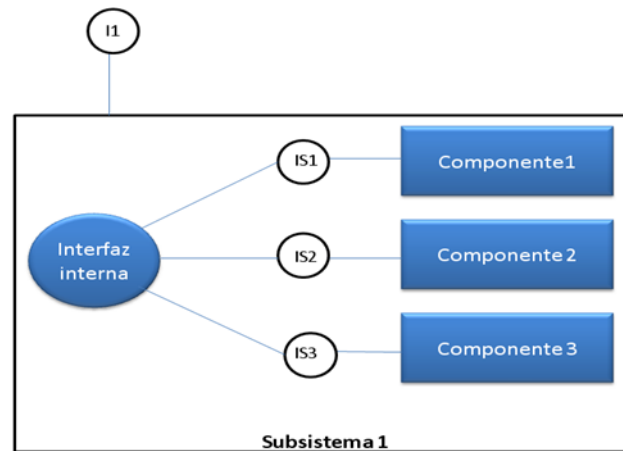 I1
IS1
Componente1
Interfaz
interna
IS2
Componente 2
IS3
Componente 3
Subsistema 1